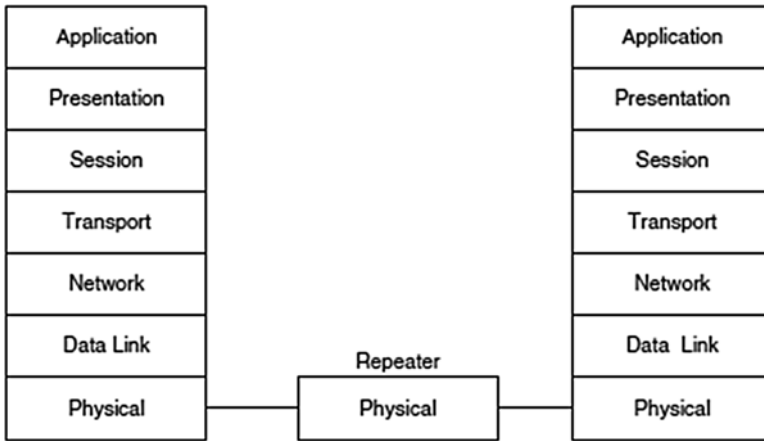 Application
Presentation
Session
Transport
Network
Data Link
Physical
Repeater
Physical
Application
Presentation
Session
Transport
Network
Data Link
Physical